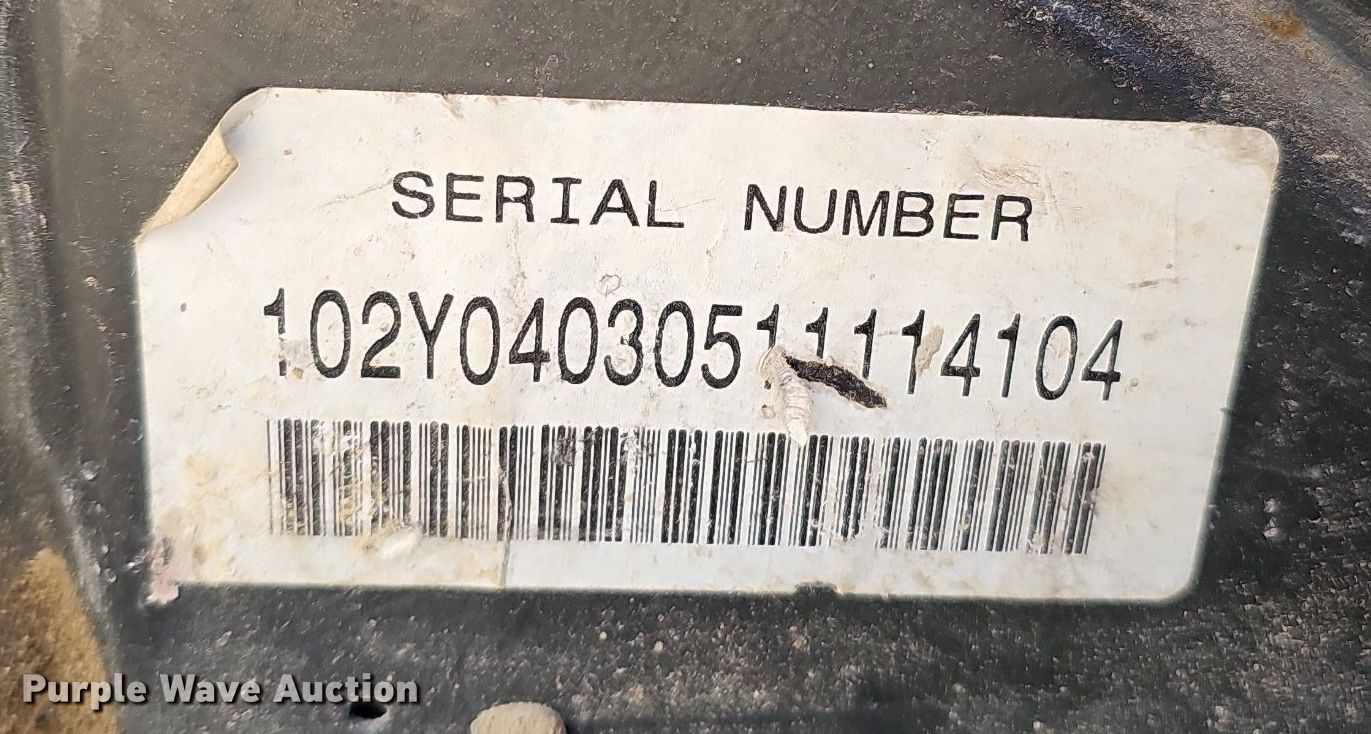 SERIAL NUMBER
102Y04030511114104
Purple Wave Auction